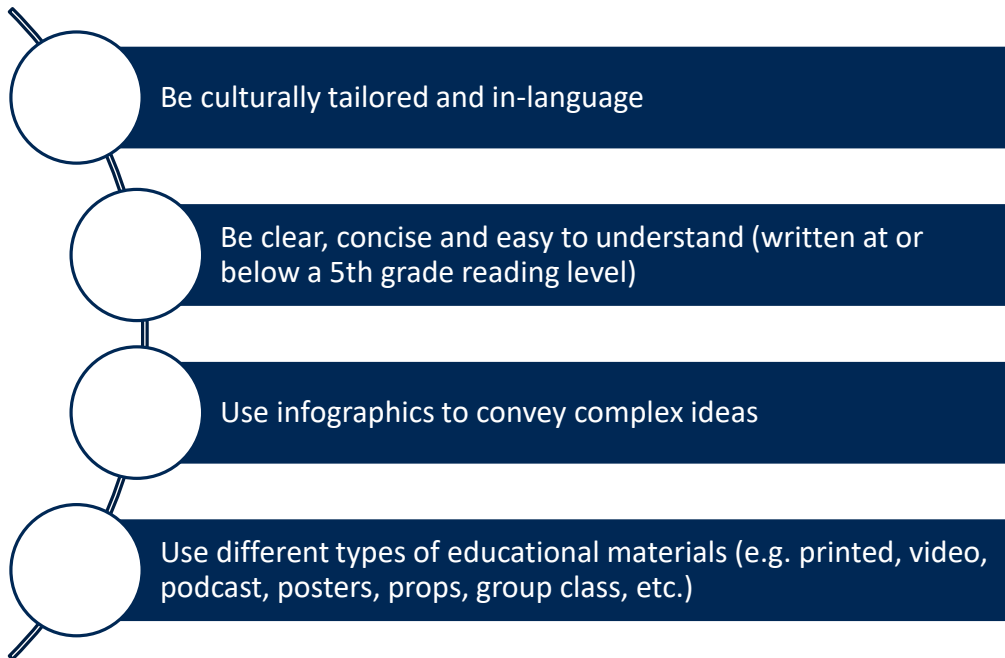 Be culturally tailored and in-language
Be clear, concise and easy to understand (written at or
below a 5th grade reading level)
Use infographics to convey complex ideas
Use different types of educational materials (e.g. printed, video,
podcast, posters, props, group class, etc.)